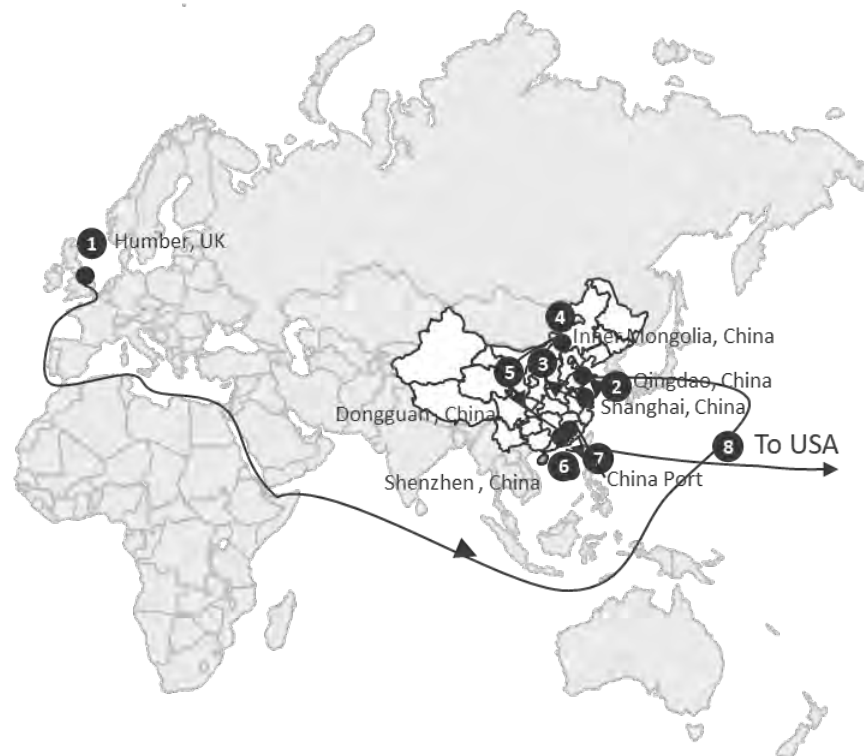 1 Humber, UK
4
Inner Mongolia, China
5 3
2 Qingdao, China
Dongguan, China
Shanghai, China
8 To USA
6 7
Shenzhen, China
China Port